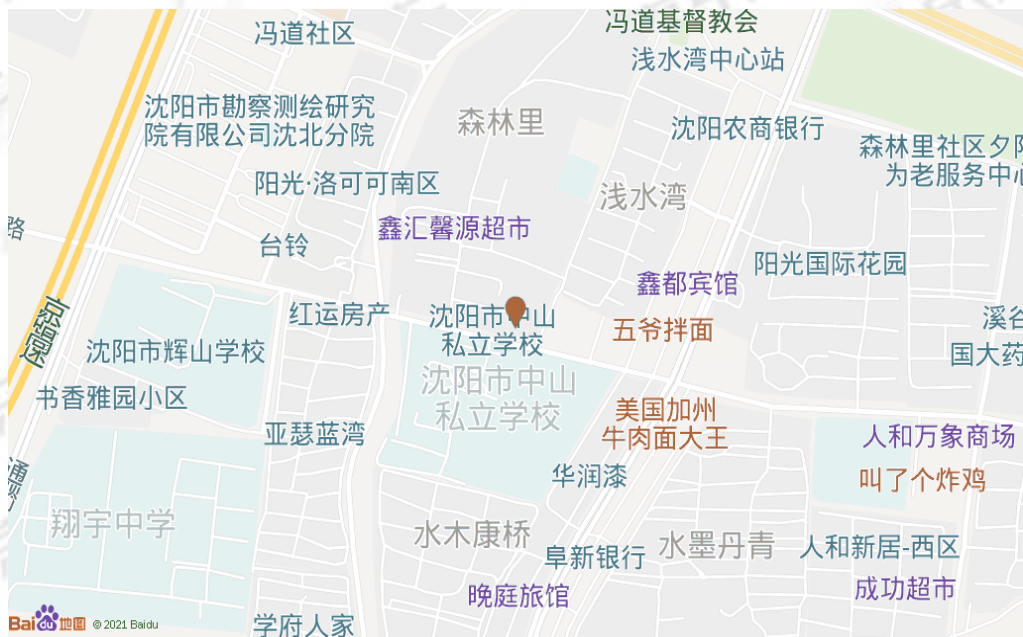 冯道社区
冯道基督教会
浅水湾中心站
沈阳市勘察测绘研究
院有限公司沈北分院
森林里
沈阳农商银行
森林里社区夕阳
为老服务中心
阳光·洛可可南区
浅水湾
鑫汇馨源超市
路
台铃
阳光国际花园
鑫都宾馆
京哈高速
红运房产
沈阳市中山
私立学校
五爷拌面
溪谷
沈阳市辉山学校
国大药
沈阳市中山
私立学校
书香雅园小区
美国加州
牛肉面大王
亚瑟蓝湾
人和万象商场
华润漆
叫了个炸鸡
翔宇中学
水木康桥
阜新银行
水墨丹青
人和新居-西区
晚庭旅馆
成功超市
学府人家
Bai du 地图 © 2021 Baidu